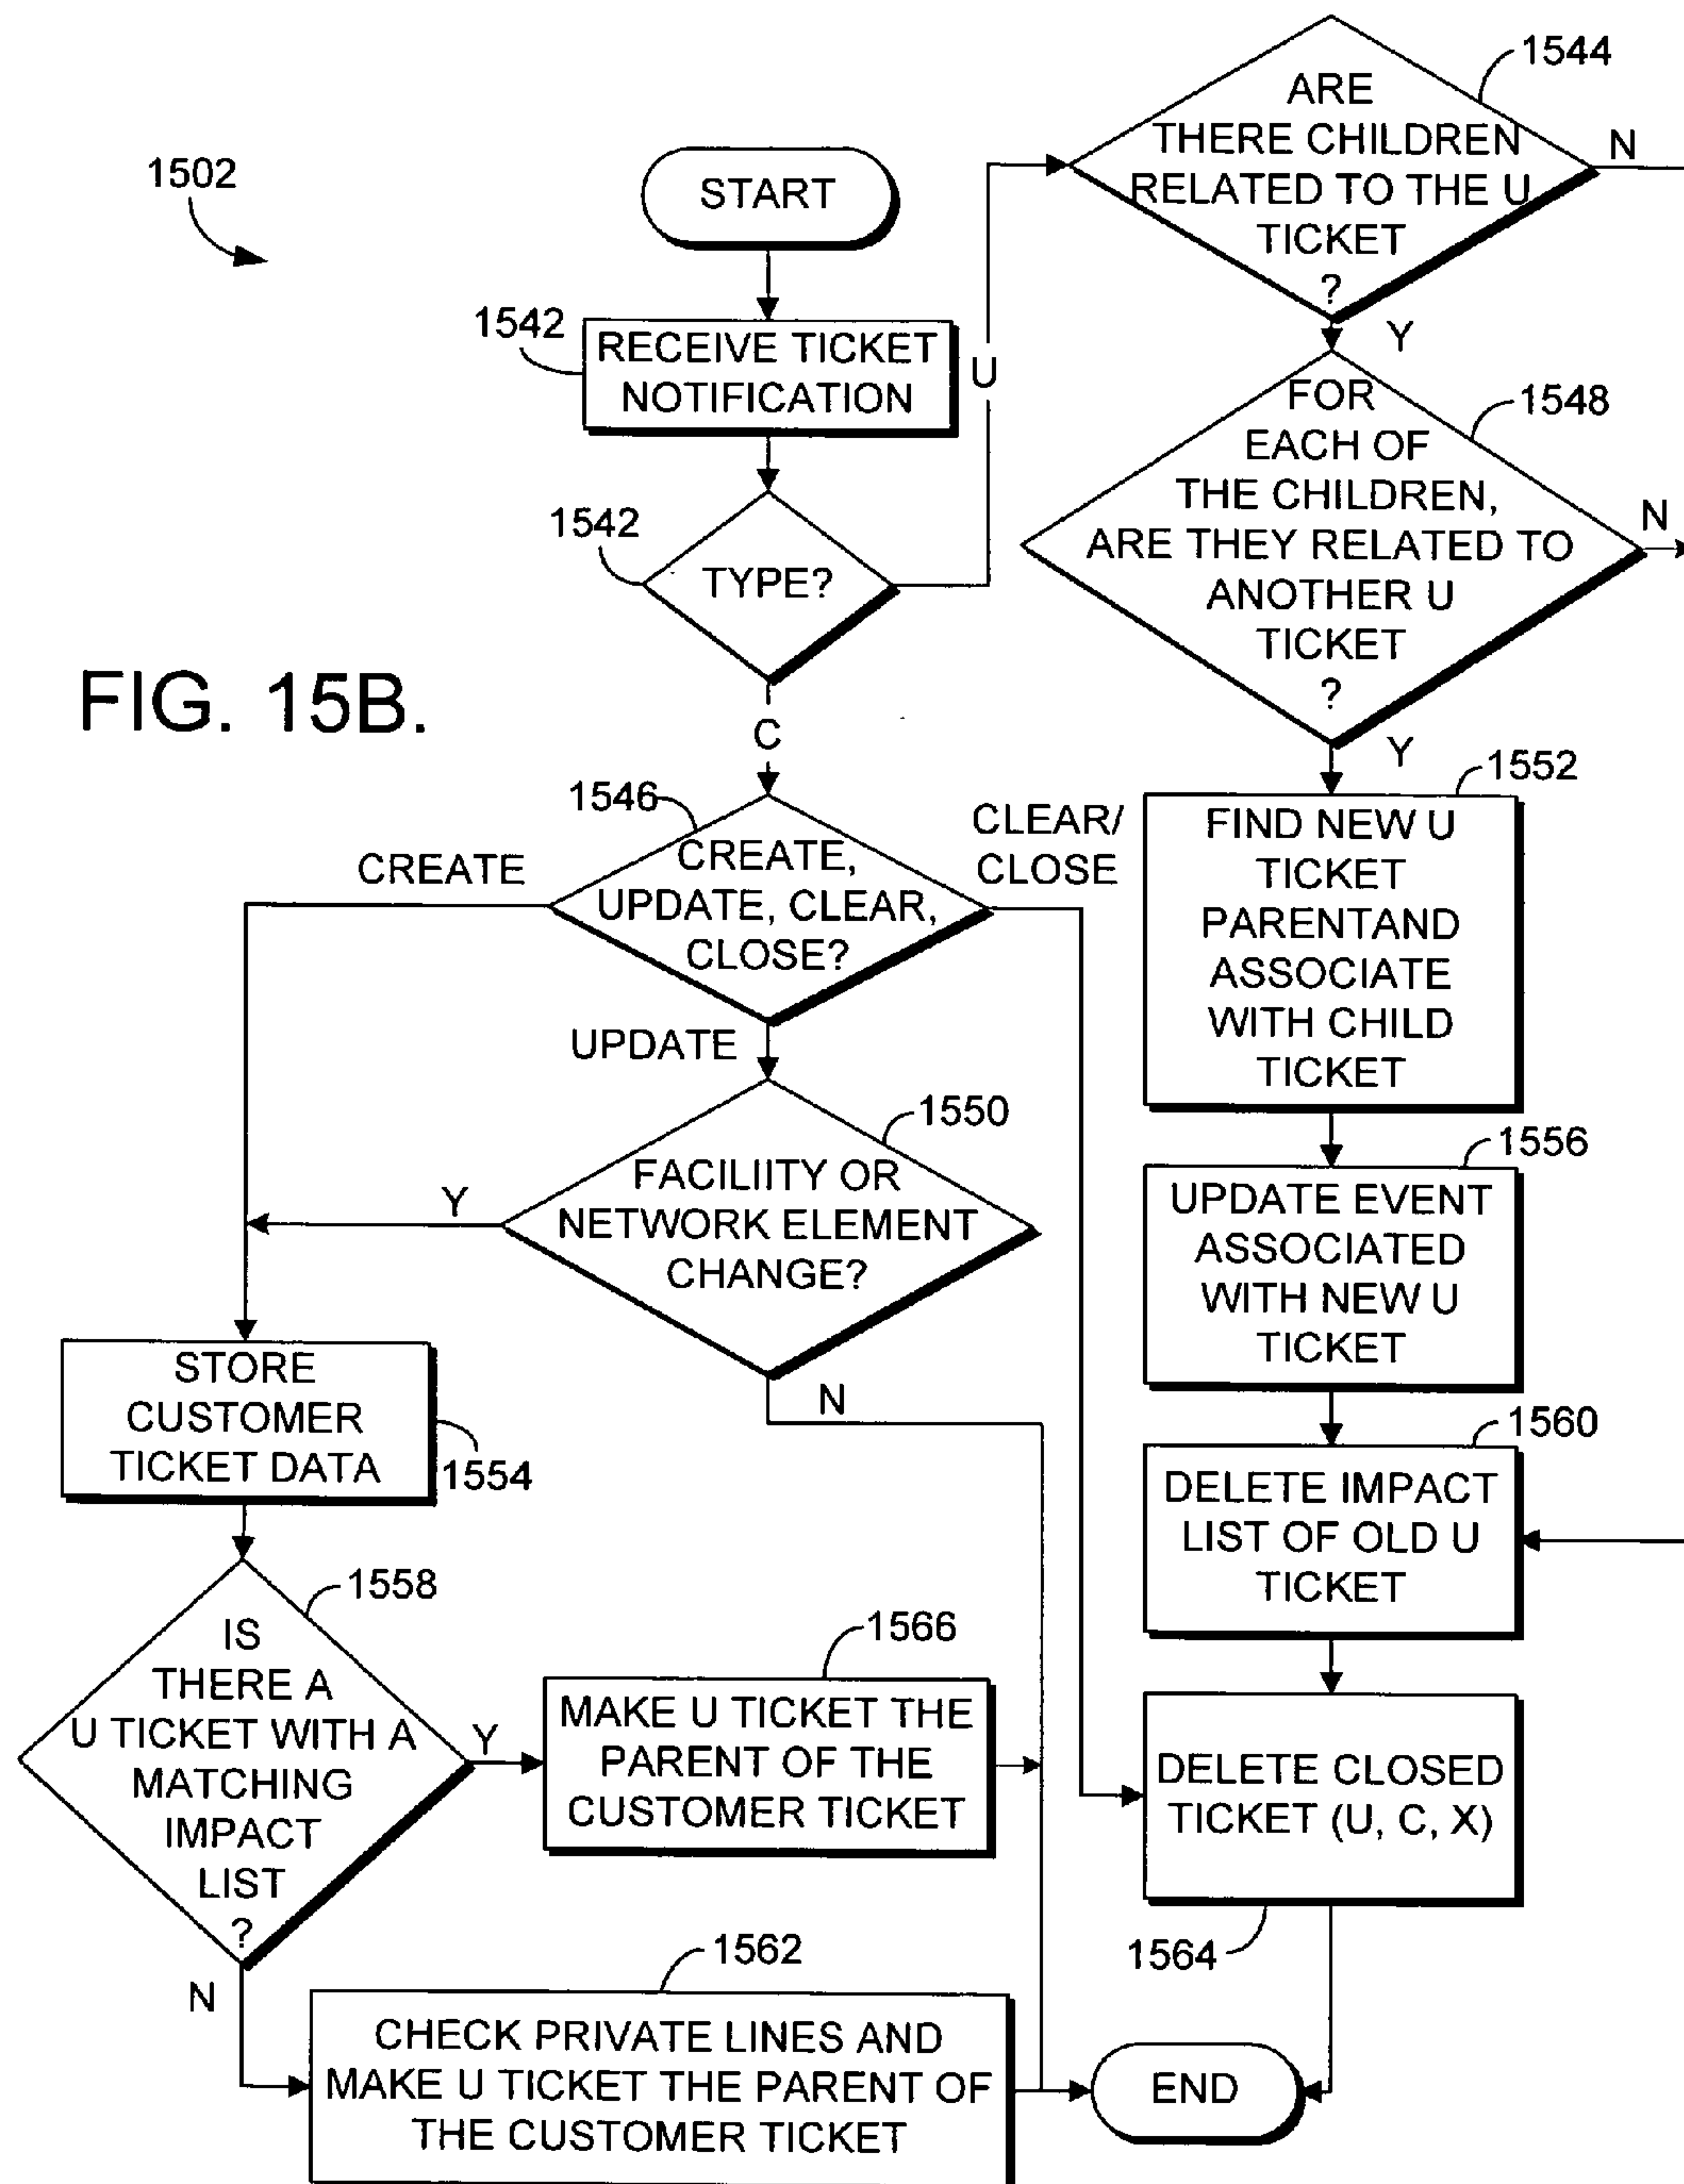 1502
START
1542
RECEIVE TICKET
NOTIFICATION
1542
TYPE?
U
C
FIG. 15B.
1546
CREATE,
UPDATE, CLEAR,
CLOSE?
CREATE
CLEAR/
CLOSE
UPDATE
1550
FACILIITY OR
NETWORK ELEMENT
CHANGE?
Y
N
STORE
CUSTOMER
TICKET DATA
1554
1558
IS
THERE A
U TICKET WITH A
MATCHING
IMPACT
LIST
?
Y
N
1566
MAKE U TICKET THE
PARENT OF THE
CUSTOMER TICKET
1562
CHECK PRIVATE LINES AND
MAKE U TICKET THE PARENT OF
THE CUSTOMER TICKET
1544
ARE
THERE CHILDREN
RELATED TO THE U
TICKET
?
N
Y
1548
FOR
EACH OF
THE CHILDREN,
ARE THEY RELATED TO
ANOTHER U
TICKET
?
N
Y
1552
FIND NEW U
TICKET
PARENTAND
ASSOCIATE
WITH CHILD
TICKET
1556
UPDATE EVENT
ASSOCIATED
WITH NEW U
TICKET
1560
DELETE IMPACT
LIST OF OLD U
TICKET
DELETE CLOSED
TICKET (U, C, X)
1564
END